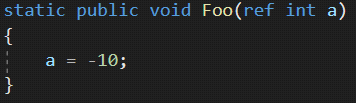 static public void Foo(ref int a)
{
    a = -10;
}